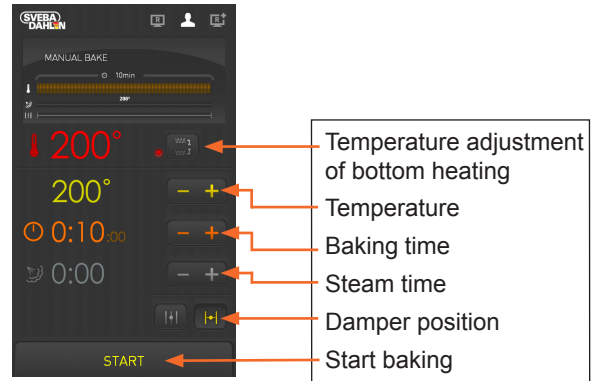 SVEBA
DAHLEN
R
R+
MANUAL BAKE
10min
200°
200°
200°
0:10:00
0:00
START
Temperature adjustment
of bottom heating
Temperature
Baking time
Steam time
Damper position
Start baking